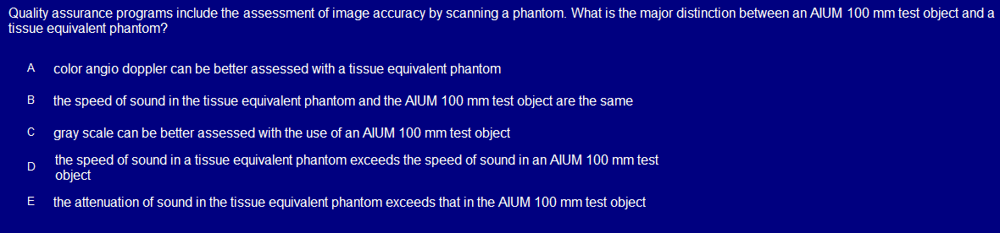 Quality assurance programs include the assessment of image accuracy by scanning a phantom. What is the major distinction between an AIUM 100 mm test object and a
tissue equivalent phantom?
A color angio doppler can be better assessed with a tissue equivalent phantom
B the speed of sound in the tissue equivalent phantom and the AIUM 100 mm test object are the same
C gray scale can be better assessed with the use of an AIUM 100 mm test object
D the speed of sound in a tissue equivalent phantom exceeds the speed of sound in an AIUM 100 mm test
object
E the attenuation of sound in the tissue equivalent phantom exceeds that in the AIUM 100 mm test object